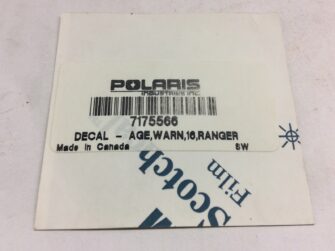 POLARIS
INDUSTRIES INC.
7175566
DECAL - AGE,WARN,16,RANGER
Made in Canada SW
Scotch
Film